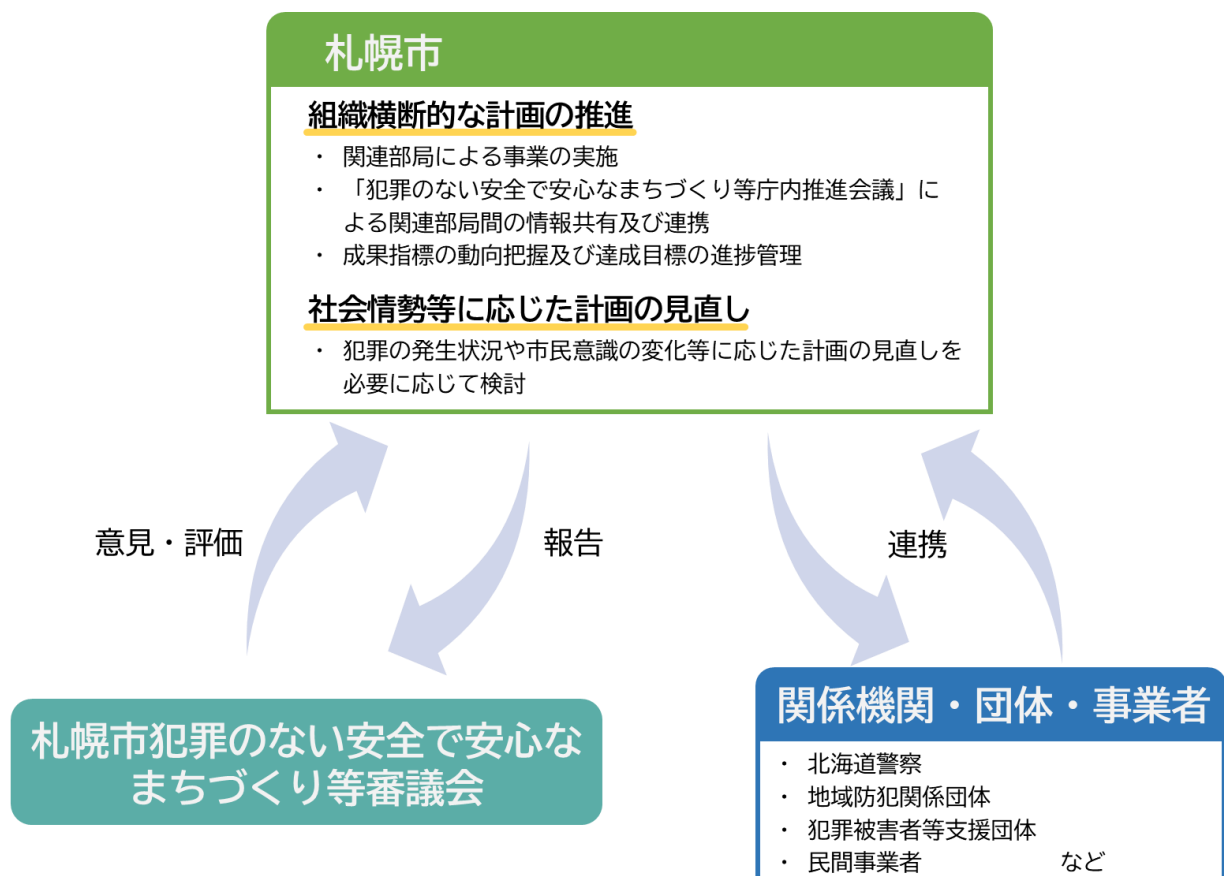 札幌市
組織横断的な計画の推進
・ 関連部局による事業の実施
・ 「犯罪のない安全で安心なまちづくり等庁内推進会議」に
よる関連部局間の情報共有及び連携
・ 成果指標の動向把握及び達成目標の進捗管理
社会情勢等に応じた計画の見直し
・ 犯罪の発生状況や市民意識の変化等に応じた計画の見直しを
必要に応じて検討
意見・評価
報告
連携
札幌市犯罪のない安全で安心な
まちづくり等審議会
関係機関・団体・事業者
・ 北海道警察
・ 地域防犯関係団体
・ 犯罪被害者等支援団体
・ 民間事業者 など